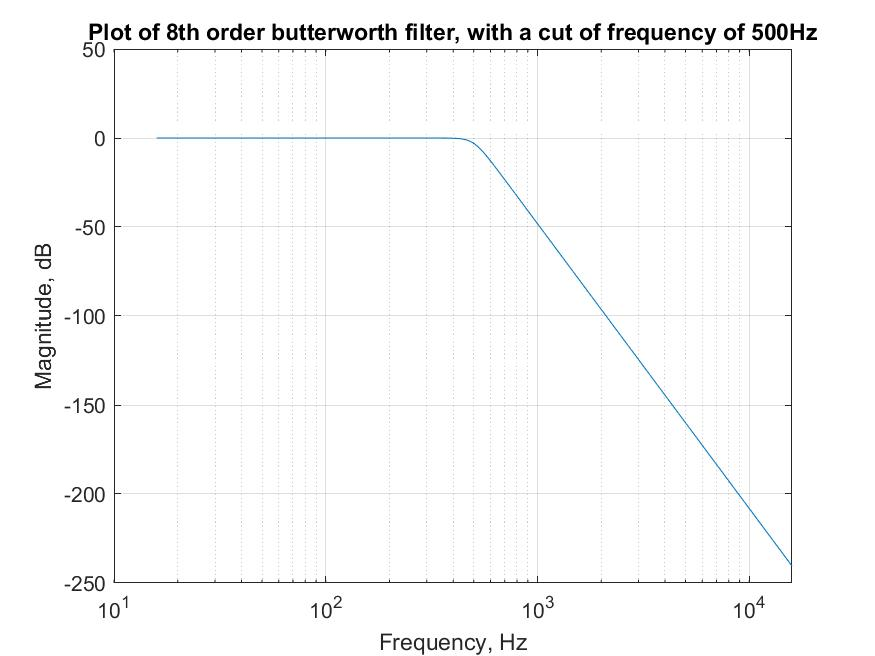 Plot of 8th order butterworth filter, with a cut of frequency of 500Hz
50
0
-50
-100
-150
-200
-250
Magnitude, dB
10^1 10^2 10^3 10^4
Frequency, Hz